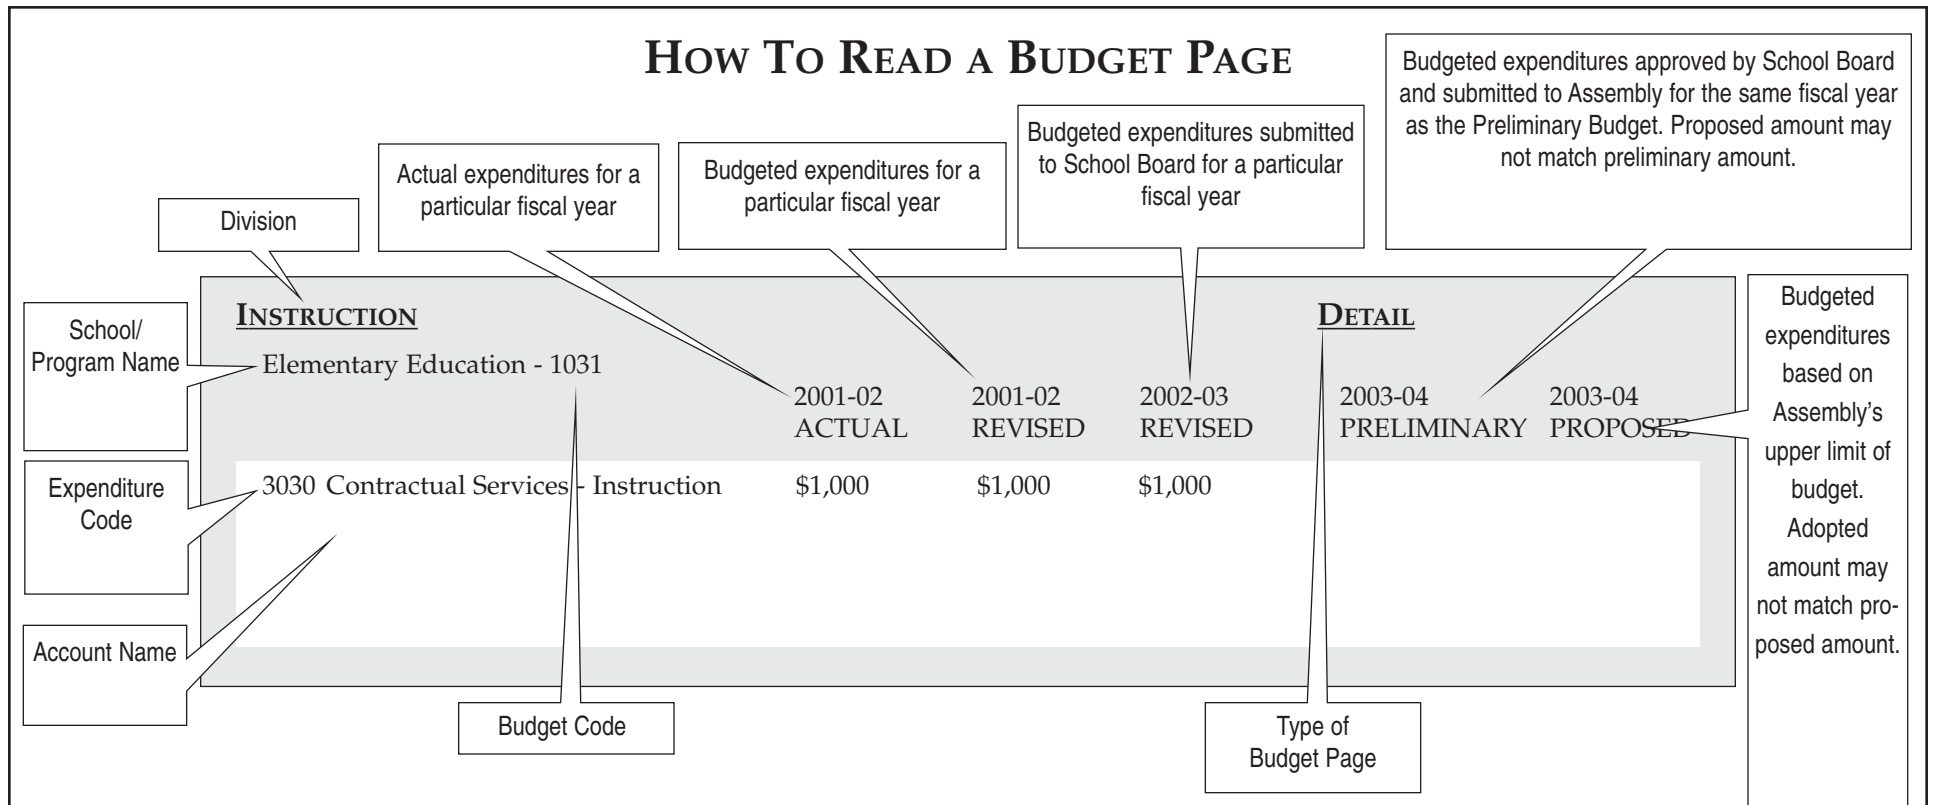 HOW TO READ A BUDGET PAGE
Budgeted expenditures approved by School Board
and submitted to Assembly for the same fiscal year
as the Preliminary Budget. Proposed amount may
not match preliminary amount.
Budgeted expenditures submitted
to School Board for a particular
fiscal year
Budgeted expenditures for a
particular fiscal year
Actual expenditures for a
particular fiscal year
Division
School/
Program Name
INSTRUCTION
DETAIL
Elementary Education - 1031
2001-02 2001-02 2002-03 2003-04 2003-04
ACTUAL REVISED REVISED PRELIMINARY PROPOSED
Budgeted
expenditures
based on
Assembly's
upper limit of
budget.
Adopted
amount may
not match pro-
posed amount.
Expenditure
Code
3030 Contractual Services - Instruction $1,000 $1,000 $1,000
Account Name
Budget Code
Type of
Budget Page